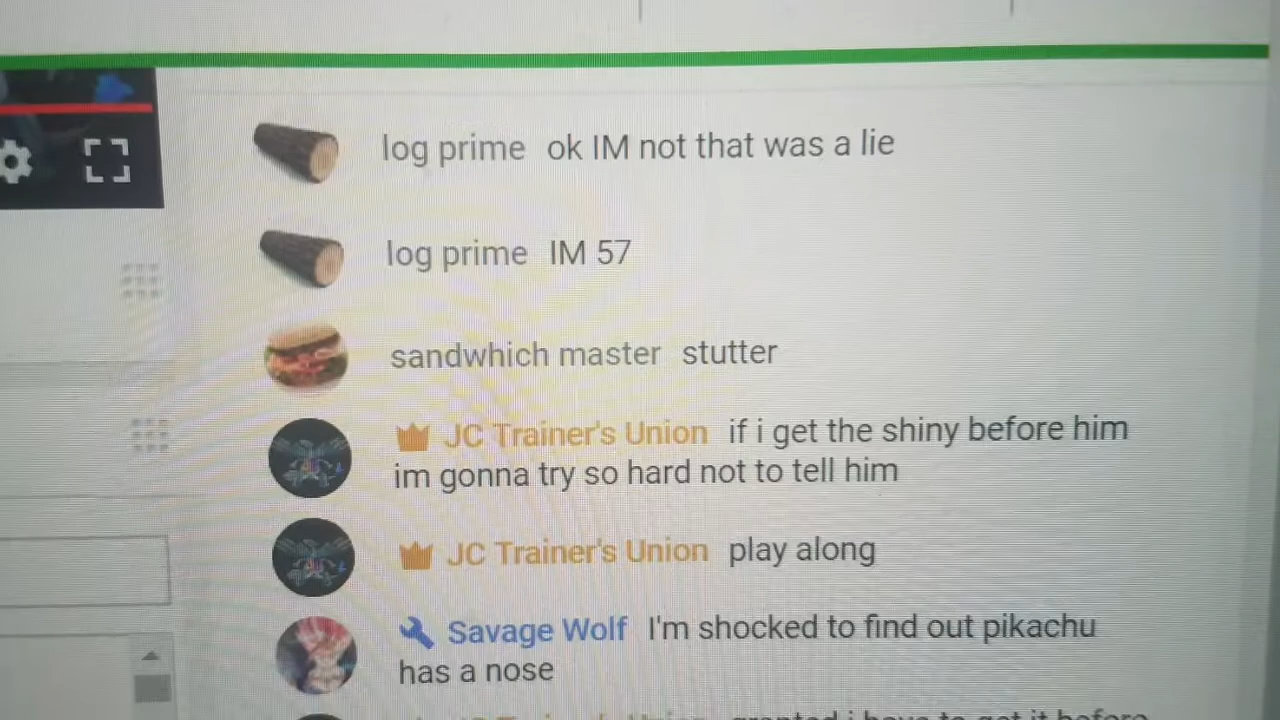 log prime ok IM not that was a lie
log prime IM 57
sandwhich master stutter
JC Trainer's Union if i get the shiny before him
im gonna try so hard not to tell him
JC Trainer's Union play along
Savage Wolf I'm shocked to find out pikachu
has a nose